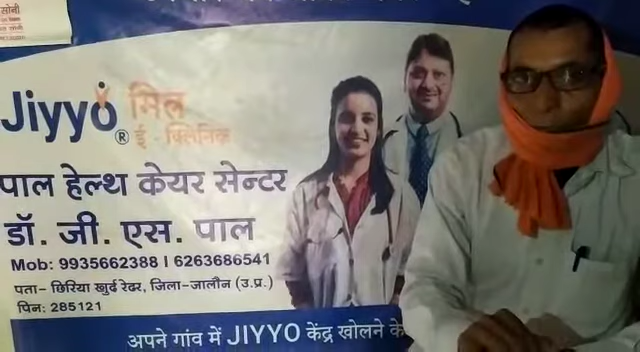 सोनी
Jiyyo® मित्र
ई - क्लिनिक
पाल हेल्थ केयर सेन्टर
डॉ. जी. एस. पाल
Mob: 9935662388 | 6263686541
पता- छिरिया खुर्द रेढर, जिला-जालौन (उ.प्र.)
पिन: 285121
अपने गांव में JIYYO केंद्र खोलने के